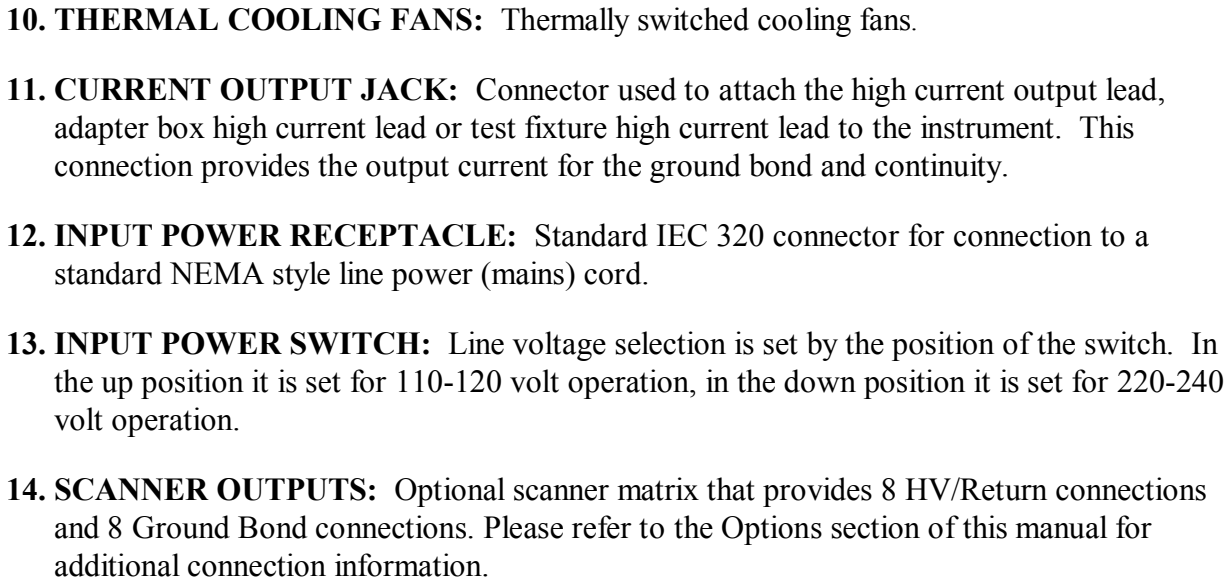 10. THERMAL COOLING FANS: Thermally switched cooling fans.
11. CURRENT OUTPUT JACK: Connector used to attach the high current output lead,
adapter box high current lead or test fixture high current lead to the instrument. This
connection provides the output current for the ground bond and continuity.
12. INPUT POWER RECEPTACLE: Standard IEC 320 connector for connection to a
standard NEMA style line power (mains) cord.
13. INPUT POWER SWITCH: Line voltage selection is set by the position of the switch. In
the up position it is set for 110-120 volt operation, in the down position it is set for 220-240
volt operation.
14. SCANNER OUTPUTS: Optional scanner matrix that provides 8 HV/Return connections
and 8 Ground Bond connections. Please refer to the Options section of this manual for
additional connection information.